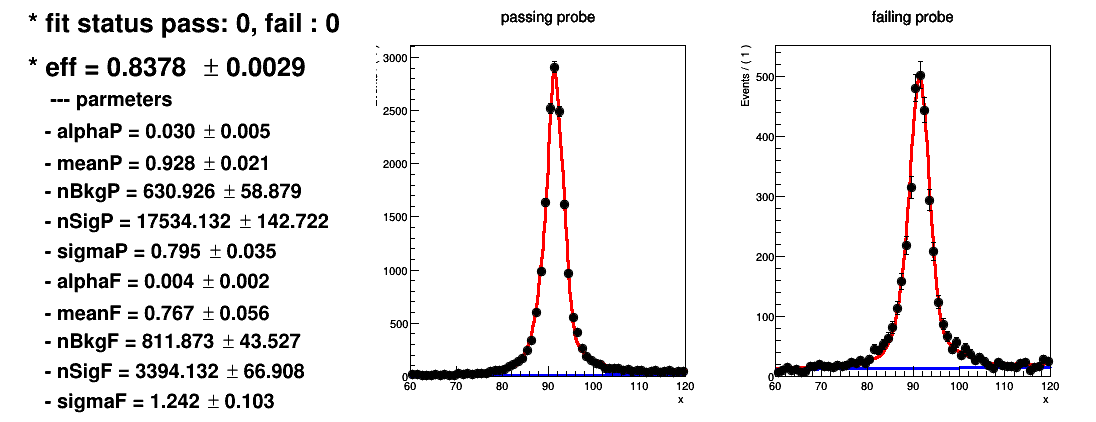 * fit status pass: 0, fail : 0
* eff = 0.8378 ± 0.0029
--- parmeters
- alphaP = 0.030 ± 0.005
- meanP = 0.928 ± 0.021
- nBkgP = 630.926 ± 58.879
- nSigP = 17534.132 ± 142.722
- sigmaP = 0.795 ± 0.035
- alphaF = 0.004 ± 0.002
- meanF = 0.767 ± 0.056
- nBkgF = 811.873 ± 43.527
- nSigF = 3394.132 ± 66.908
- sigmaF = 1.242 ± 0.103
passing probe
3000
2500
2000
1500
1000
500
0
60 70 80 90 100 110 120
x
failing probe
Events / ( 1 )
500
400
300
200
100
0
60 70 80 90 100 110 120
x